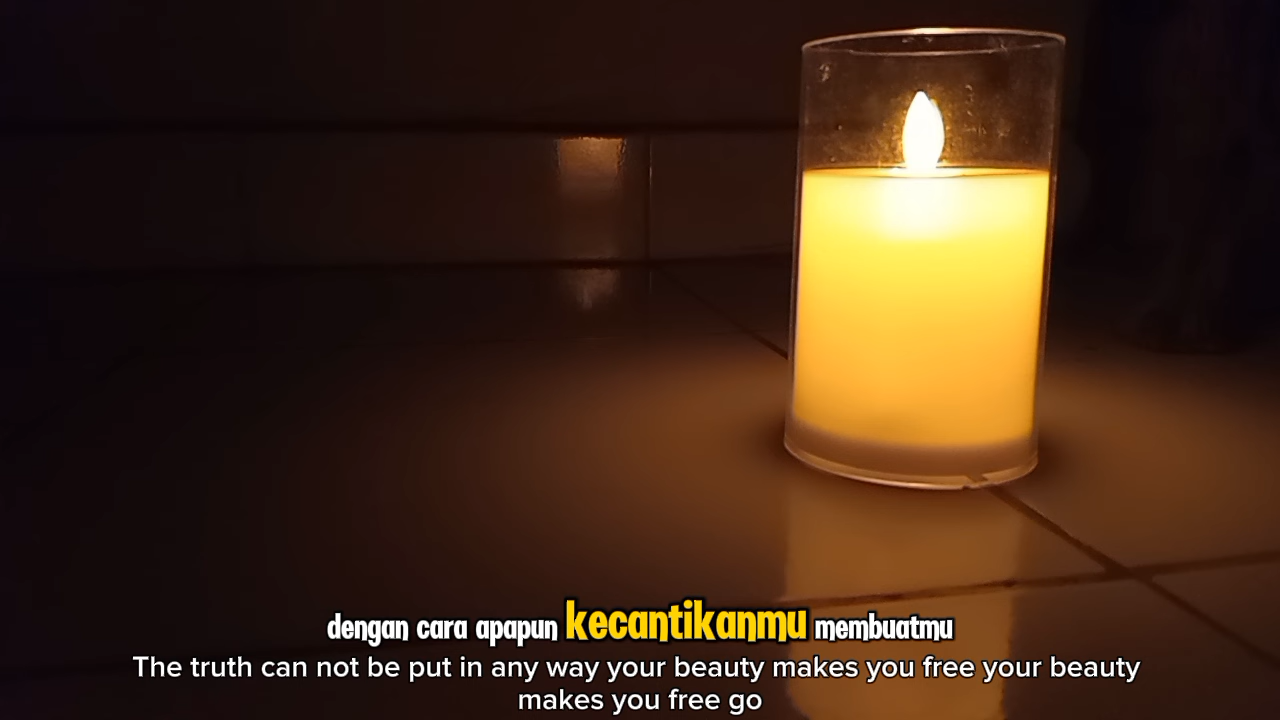 dengan cara apapun kecantikanmu membuatmu
The truth can not be put in any way your beauty makes you free your beauty
makes you free go